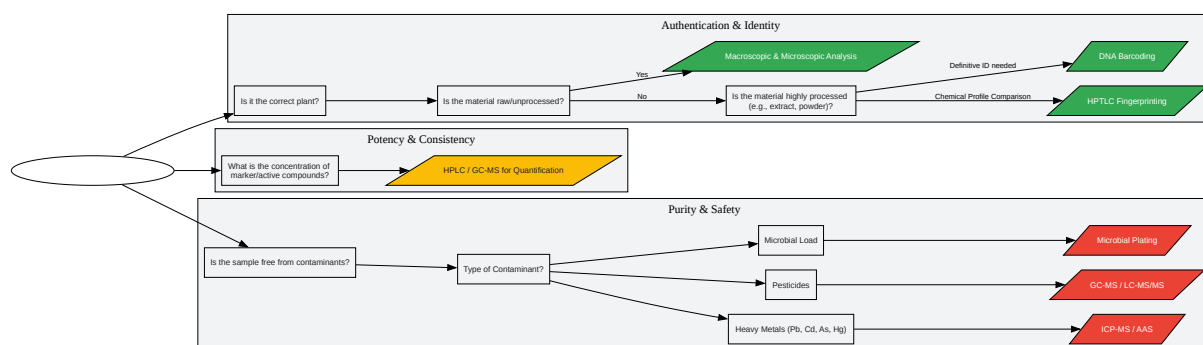 Authentication & Identity
Macroscopic & Microscopic Analysis
DNA Barcoding
Yes
Definitive ID needed
Is it the correct plant?
Is the material raw/unprocessed?
No
Is the material highly processed
(e.g., extract, powder)?
Chemical Profile Comparison
HPTLC Fingerprinting
Potency & Consistency
What is the concentration of
marker/active compounds?
HPLC / GC-MS for Quantification
Purity & Safety
Is the sample free from contaminants?
Type of Contaminant?
Microbial Load
Microbial Plating
Pesticides
GC-MS / LC-MS/MS
Heavy Metals (Pb, Cd, As, Hg)
ICP-MS / AAS